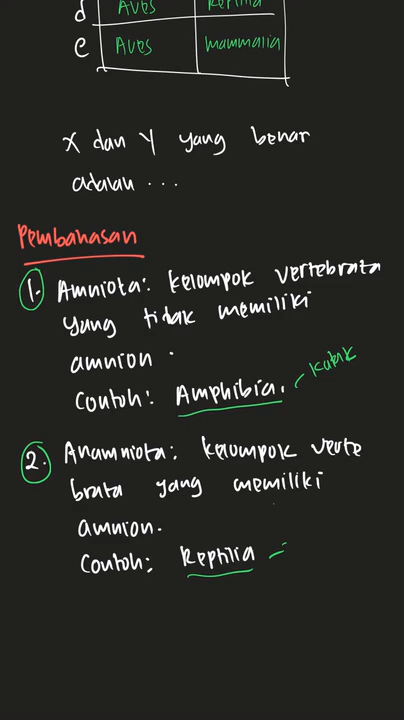 d Aves Reptilia
e Aves mammalia
X dan Y yang benar
adalah ...
Pembahasan
1. Amniota: kelompok vertebrata
yang tidak memiliki
amnion.
Contoh: Amphibia. Katak
2. Anamniota: kelompok verte
brata yang memiliki
amnion.
Contoh: Reptilia